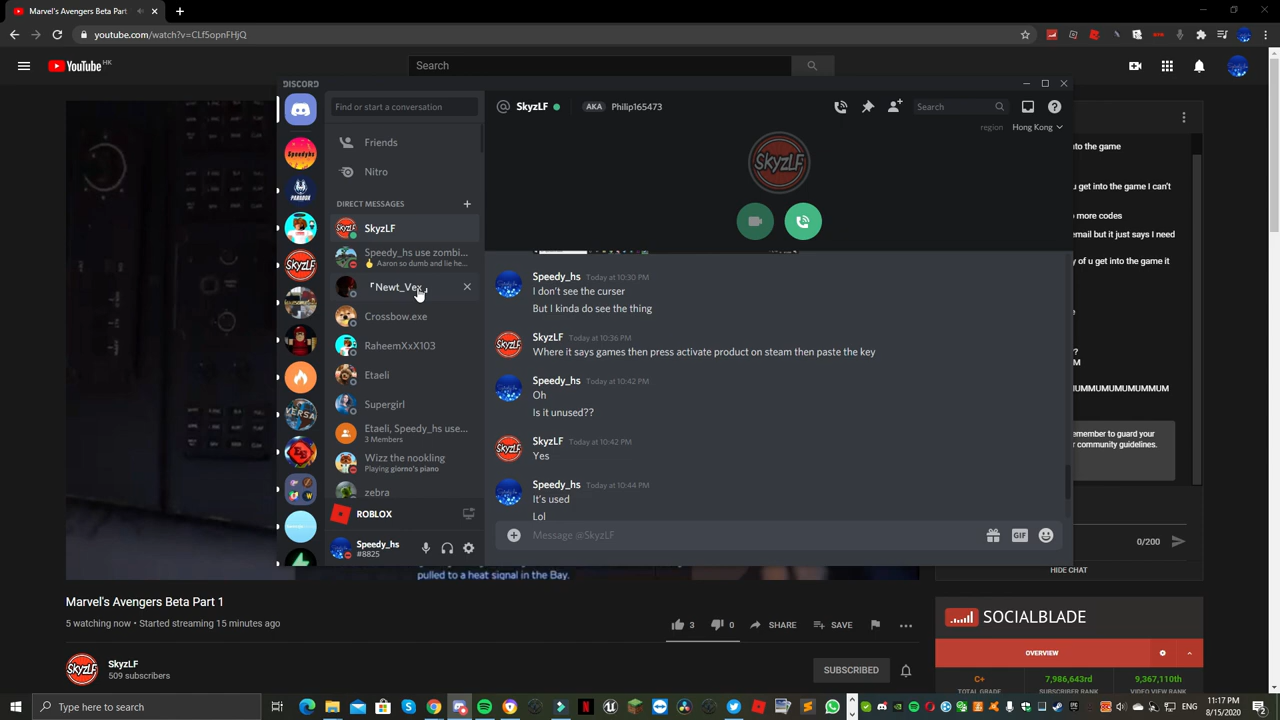 Marvel's Avengers Beta Part 1
youtube.com/watch?v=CLfSopnFHjQ
YouTube HK
Search
DISCORD
Find or start a conversation
Friends
Nitro
DIRECT MESSAGES
SkyzLF
Speedy_hs use zombi...
Aaron so dumb and lie he...
「Newt_Vex」
Crossbow.exe
RaheemXxX103
Etaeli
Supergirl
Etaeli, Speedy_hs use...
3 Members
Wizz the nookling
Playing giorno's piano
zebra
ROBLOX
Speedy_hs
#8825
Speedyhs
PARADOX
SkyzLF
VERSA
@ SkyzLF AKA Philip165473
Search
region Hong Kong
SkyzLF
Speedy_hs Today at 10:30 PM
I don't see the curser
But I kinda do see the thing
SkyzLF Today at 10:36 PM
Where it says games then press activate product on steam then paste the key
Speedy_hs Today at 10:42 PM
Oh
Is it unused??
SkyzLF Today at 10:42 PM
Yes
Speedy_hs Today at 10:44 PM
It's used
Lol
Message @SkyzLF
GIF
nto the game
u get into the game I can't
o more codes
email but it just says I need
y of u get into the game it
?
M
UMMUMUMUMMUM
emember to guard your
r community guidelines.
0/200
HIDE CHAT
pulled to a heat signal in the Bay.
Marvel's Avengers Beta Part 1
5 watching now • Started streaming 15 minutes ago
3
0
SHARE
SAVE
SkyzLF
509 subscribers
SUBSCRIBED
SOCIALBLADE
OVERVIEW
C+
7,986,643rd
9,367,110th
TOTAL GRADE
SUBSCRIBER RANK
VIDEO VIEW RANK
Type here to search
11:17 PM
8/15/2020